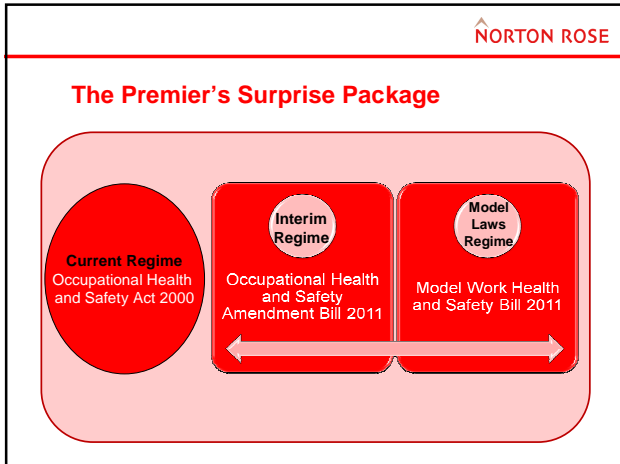 NORTON ROSE
The Premier's Surprise Package
Current Regime
Occupational Health
and Safety Act 2000
Interim
Regime
Occupational Health
and Safety
Amendment Bill 2011
Model
Laws
Regime
Model Work Health
and Safety Bill 2011